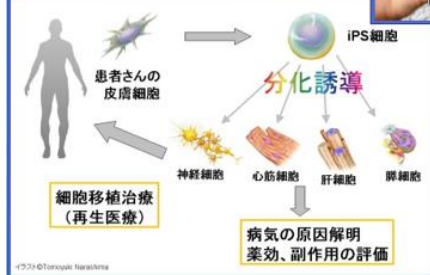 iPS細胞
患者さんの
皮膚細胞
分化誘導
神経細胞
心筋細胞
肝細胞
膵細胞
細胞移植治療
(再生医療)
病気の原因解明
薬効、副作用の評価
イラスト©Tomoyuki Narashima